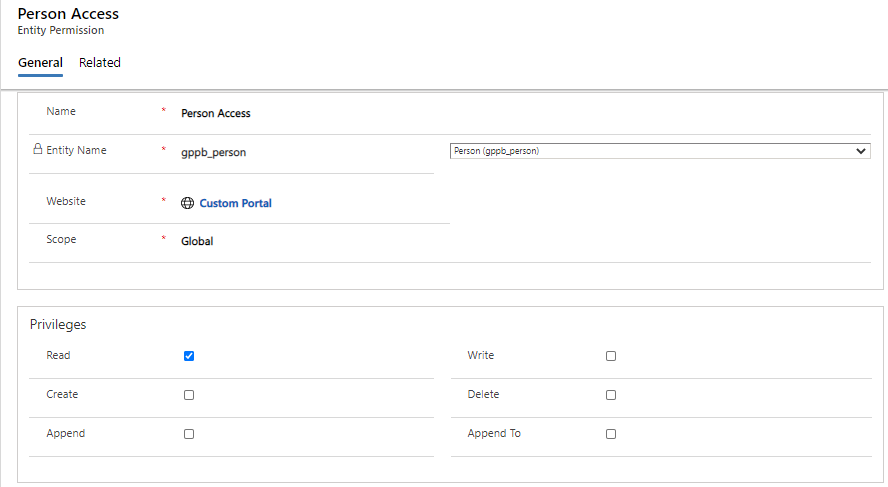 Person Access
Entity Permission
General Related
Name * Person Access
Entity Name * gppb_person Person (gppb_person)
Website * Custom Portal
Scope * Global
Privileges
Read Write
Create Delete
Append Append To